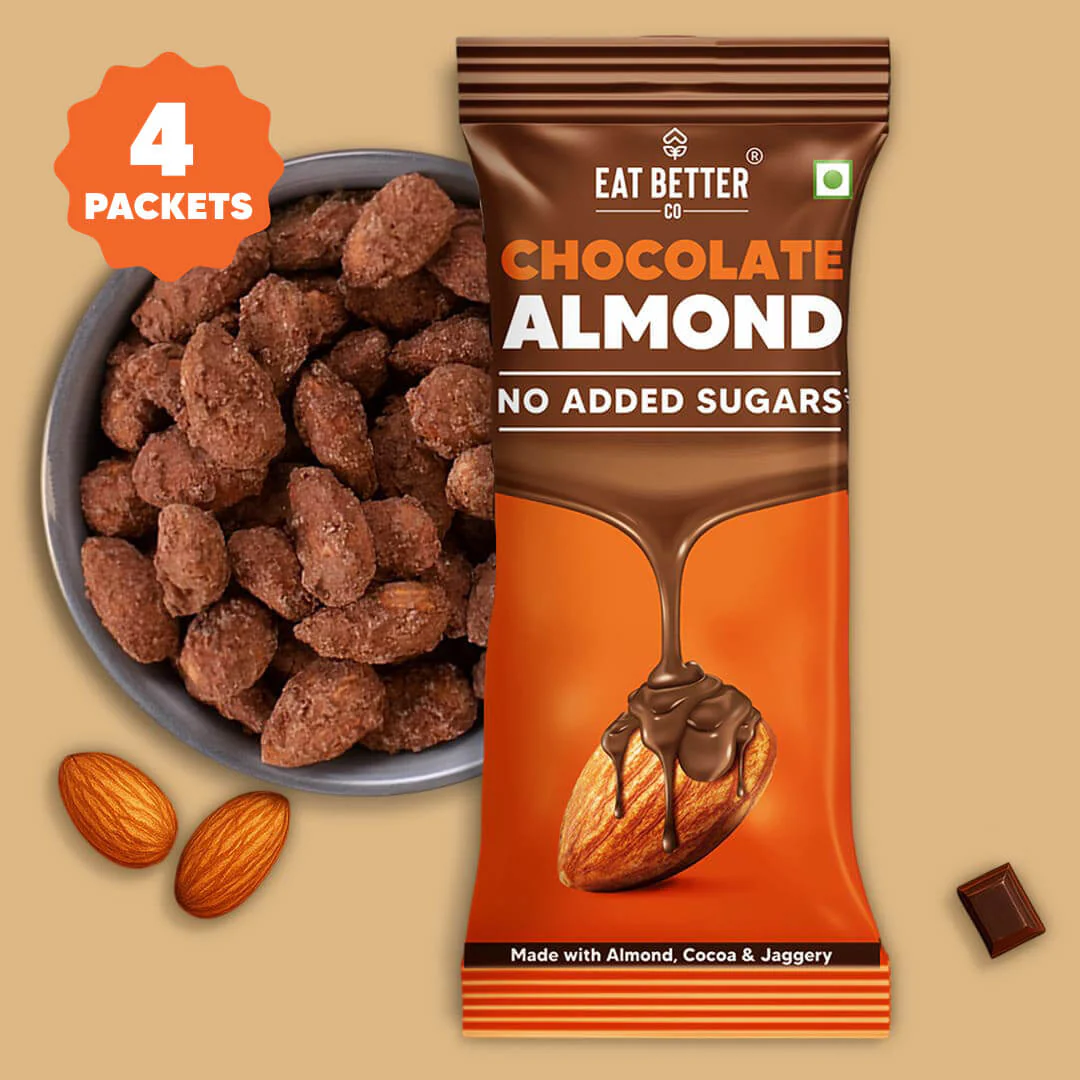 4
PACKETS
EAT BETTER®
CO
CHOCOLATE
ALMOND
NO ADDED SUGARS
Made with Almond, Cocoa & Jaggery